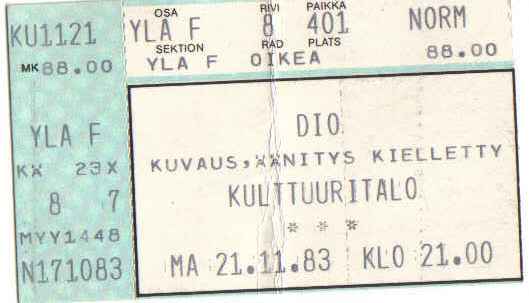 KU1121
MK 88.00
YLA F
KX 23X
8 7
MYY1448
N171083
OSA RIVI PAIKKA
YLA F 8 401 NORM
SEKTION RAD PLATS
YLA F OIKEA 88.00
DIO
KUVAUS, XXNITYS KIELLETTY
KULTTUURITALO
* * *
MA 21.11.83 KLO 21.00